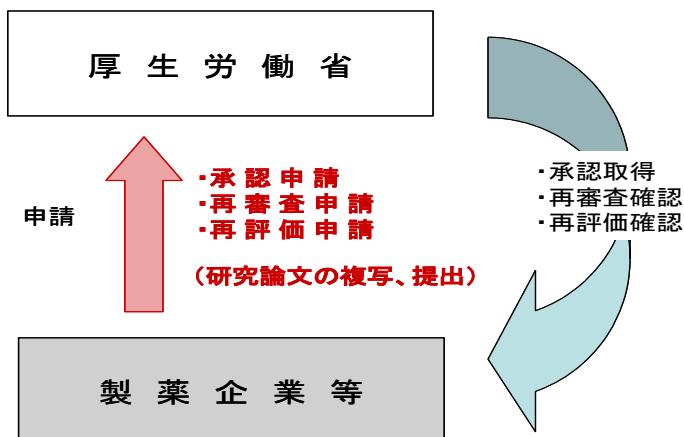 厚生労働省
・承認申請
・再審査申請
・再評価申請
(研究論文の複写、提出)
申請
・承認取得
・再審査確認
・再評価確認
製薬企業等